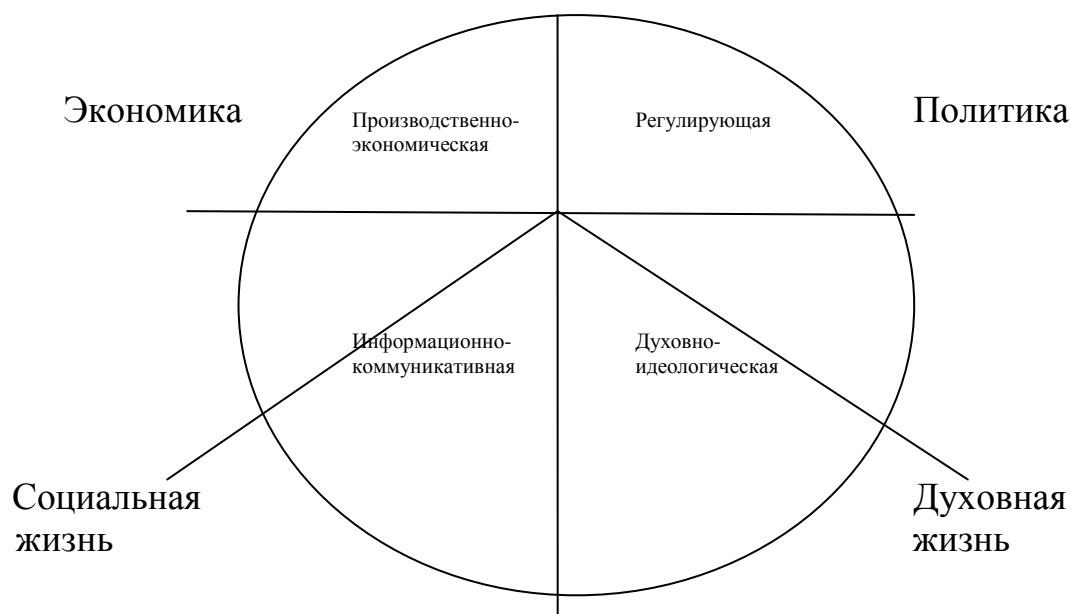 Экономика
Производственно-
экономическая
Регулирующая
Политика
Информационно-
коммуникативная
Духовно-
идеологическая
Социальная
жизнь
Духовная
жизнь